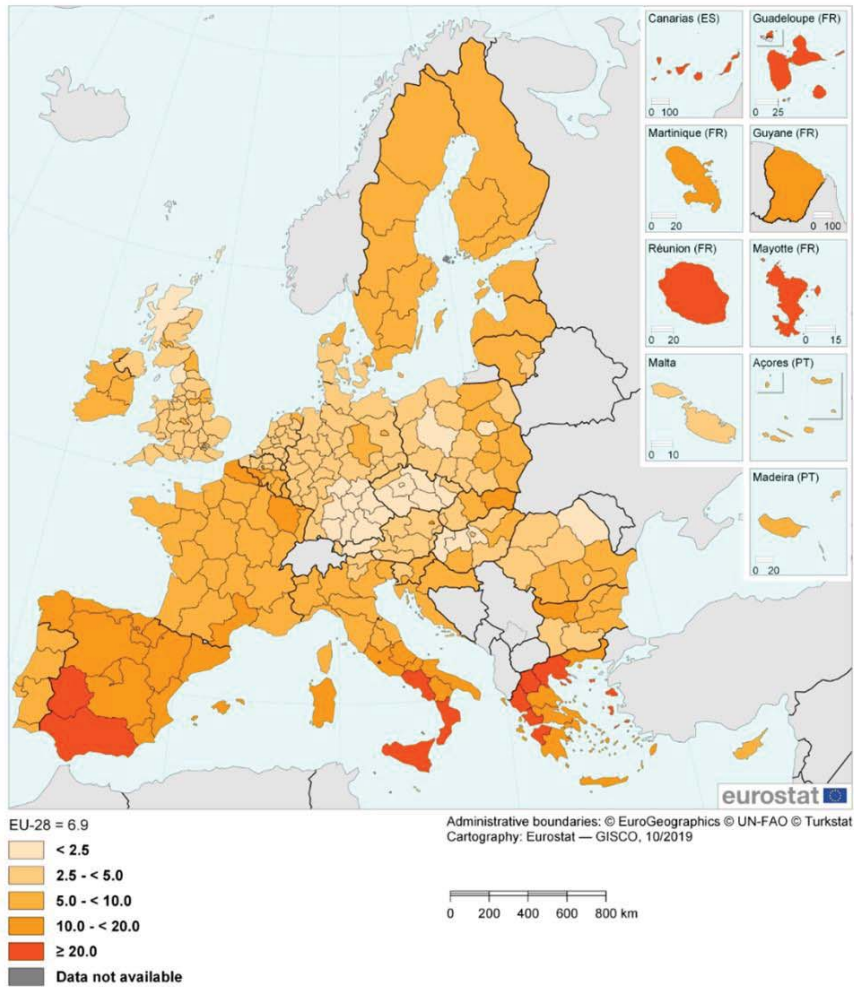 Canarias (ES)
0 100
Guadeloupe (FR)
0 25
Martinique (FR)
0 20
Guyane (FR)
0 100
Réunion (FR)
0 20
Mayotte (FR)
0 15
Malta
0 10
Açores (PT)
0 50
Madeira (PT)
0 20
eurostat
EU-28 = 6.9
< 2.5
2.5 - < 5.0
5.0 - < 10.0
10.0 - < 20.0
≥ 20.0
Data not available
Administrative boundaries: © EuroGeographics © UN-FAO © Turkstat
Cartography: Eurostat — GISCO, 10/2019
0 200 400 600 800 km